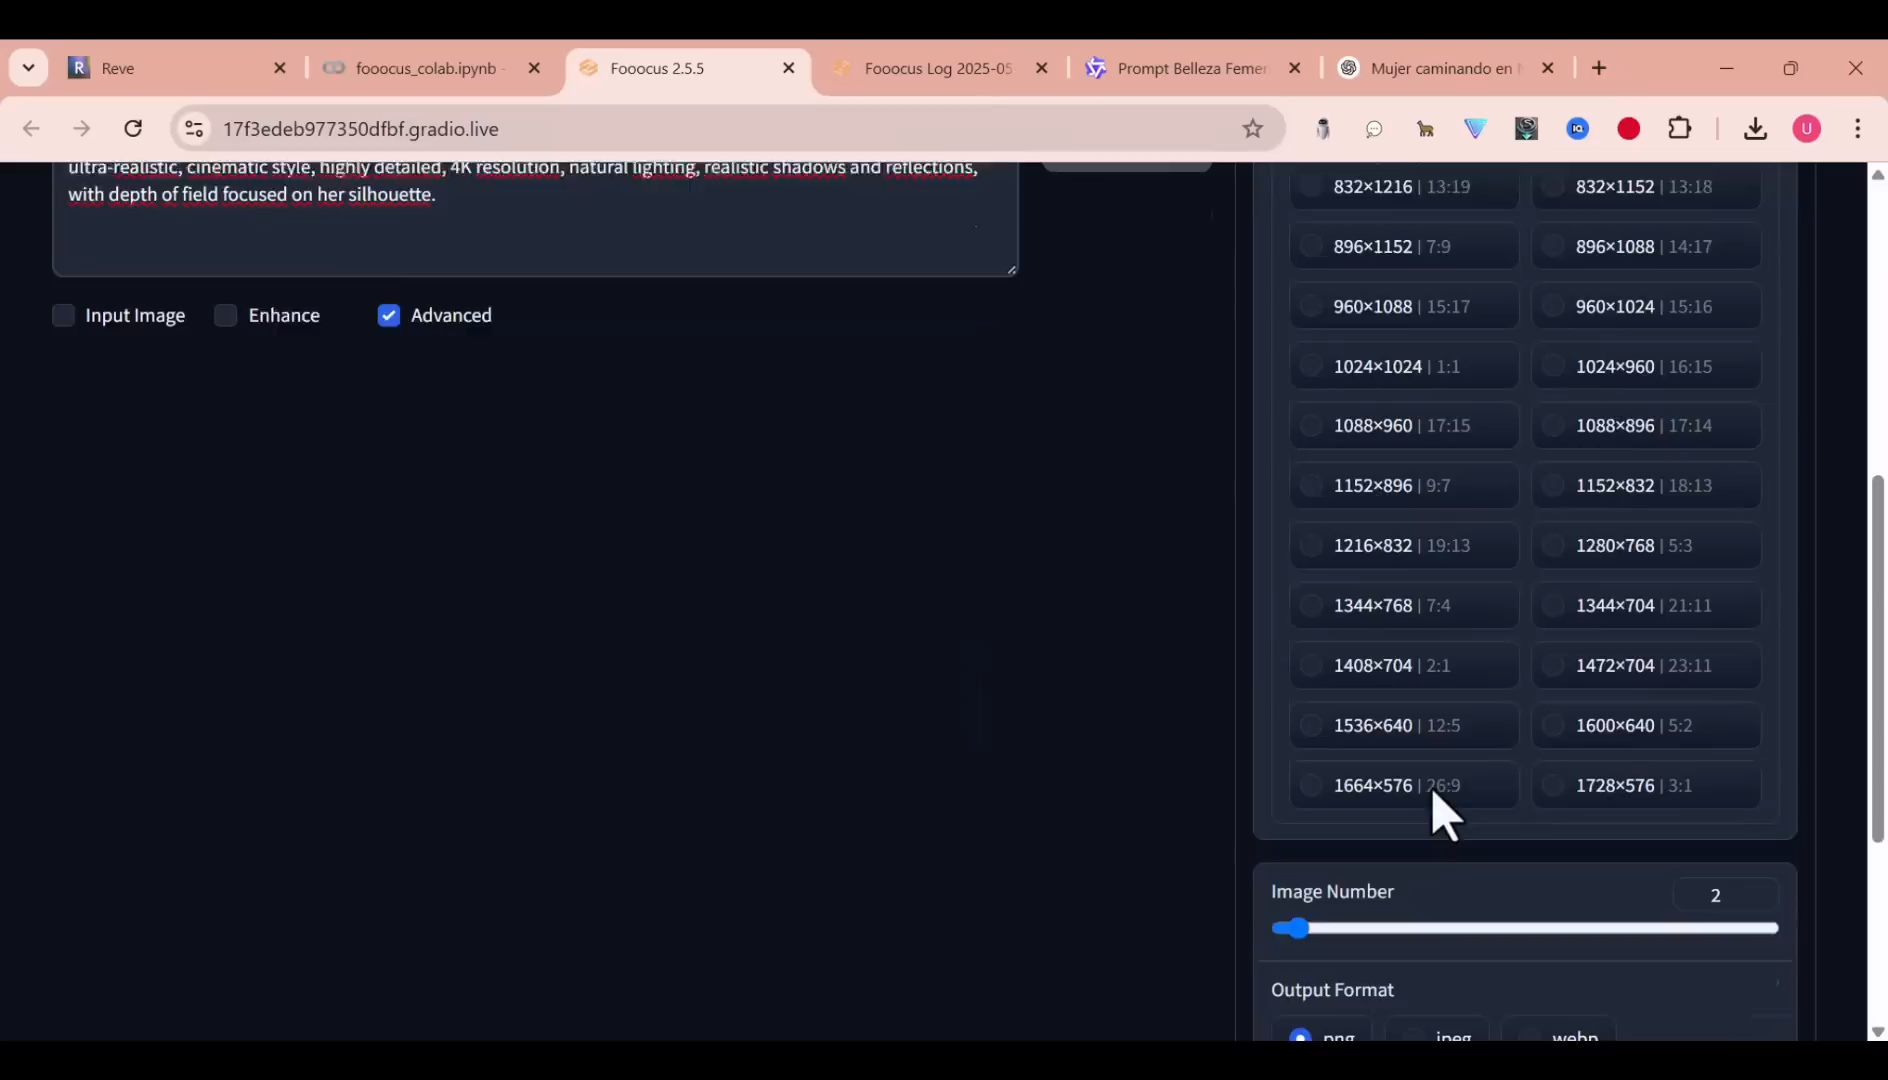 Reve
fooocus_colab.ipynb -
Fooocus 2.5.5
Fooocus Log 2025-05
Prompt Belleza Femer
Mujer caminando en N
17f3edeb977350dfbf.gradio.live
U
ultra-realistic, cinematic style, highly detailed, 4K resolution, natural lighting, realistic shadows and reflections,
with depth of field focused on her silhouette.
Input Image
Enhance
Advanced
832×1216 | 13:19
832×1152 | 13:18
896×1152 | 7:9
896×1088 | 14:17
960×1088 | 15:17
960×1024 | 15:16
1024×1024 | 1:1
1024×960 | 16:15
1088×960 | 17:15
1088×896 | 17:14
1152×896 | 9:7
1152×832 | 18:13
1216×832 | 19:13
1280×768 | 5:3
1344×768 | 7:4
1344×704 | 21:11
1408×704 | 2:1
1472×704 | 23:11
1536×640 | 12:5
1600×640 | 5:2
1664×576 | 26:9
1728×576 | 3:1
Image Number
2
Output Format
png
jpeg
webp